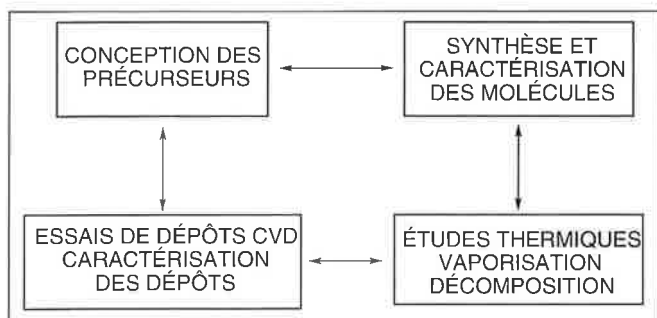 CONCEPTION DES
PRÉCURSEURS
SYNTHÈSE ET
CARACTÉRISATION
DES MOLÉCULES
ESSAIS DE DÉPÔTS CVD
CARACTÉRISATION
DES DÉPÔTS
ÉTUDES THERMIQUES
VAPORISATION
DÉCOMPOSITION